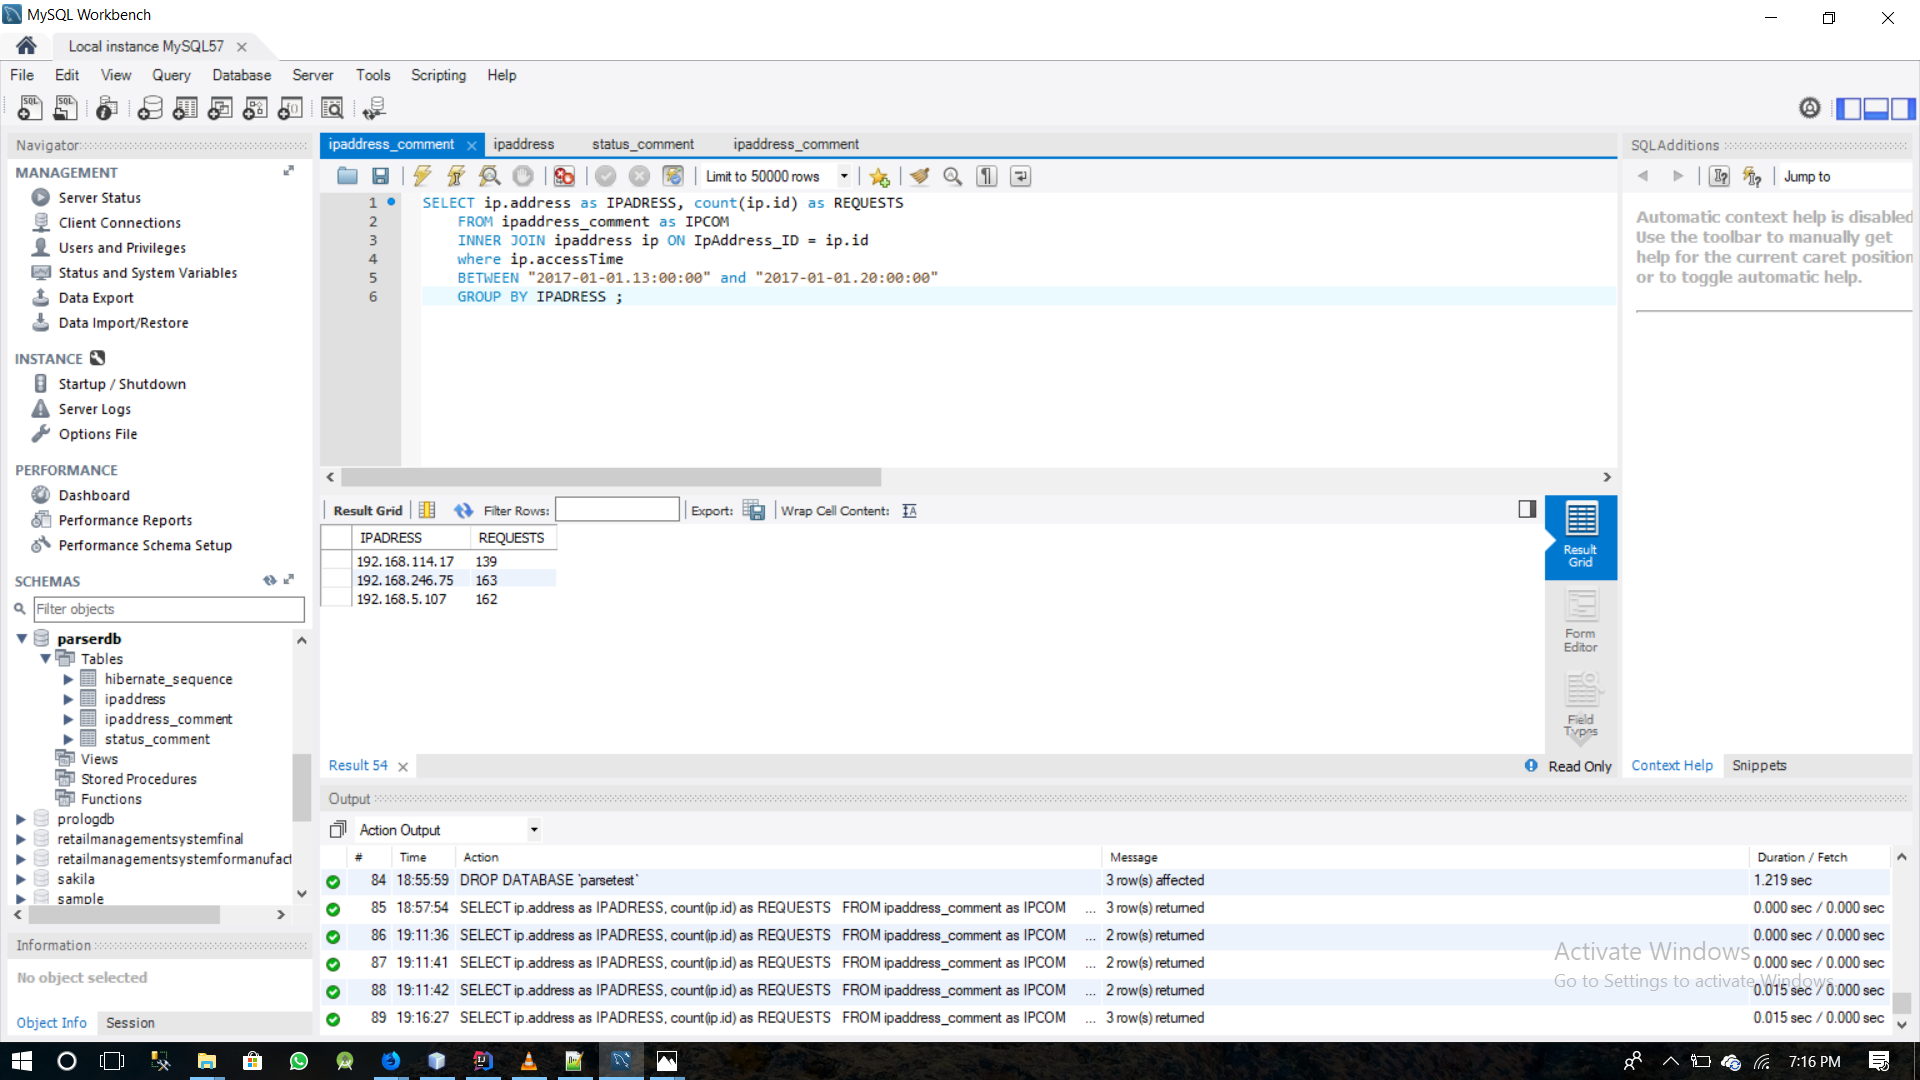 MySQL Workbench
Local instance MySQL57
File Edit View Query Database Server Tools Scripting Help
Navigator
MANAGEMENT
Server Status
Client Connections
Users and Privileges
Status and System Variables
Data Export
Data Import/Restore
INSTANCE
Startup / Shutdown
Server Logs
Options File
PERFORMANCE
Dashboard
Performance Reports
Performance Schema Setup
SCHEMAS
Filter objects
parserdb
Tables
hibernate_sequence
ipaddress
ipaddress_comment
status_comment
Views
Stored Procedures
Functions
prologdb
retailmanagementsystemfinal
retailmanagementsystemformanufact
sakila
sample
Information
No object selected
Object Info Session
ipaddress_comment ipaddress status_comment ipaddress_comment
Limit to 50000 rows
1 SELECT ip.address as IPADRESS, count(ip.id) as REQUESTS
2 FROM ipaddress_comment as IPCOM
3 INNER JOIN ipaddress ip ON IpAddress_ID = ip.id
4 where ip.accessTime
5 BETWEEN "2017-01-01.13:00:00" and "2017-01-01.20:00:00"
6 GROUP BY IPADRESS ;
Result Grid Filter Rows: Export: Wrap Cell Content:
IPADRESS REQUESTS
192.168.114.17 139
192.168.246.75 163
192.168.5.107 162
Result Grid
Form Editor
Field Types
Result 54
Read Only
SQLAdditions
Jump to
Automatic context help is disabled
Use the toolbar to manually get
help for the current caret position
or to toggle automatic help.
Context Help Snippets
Output
Action Output
# Time Action Message Duration / Fetch
84 18:55:59 DROP DATABASE `parsetest` 3 row(s) affected 1.219 sec
85 18:57:54 SELECT ip.address as IPADRESS, count(ip.id) as REQUESTS FROM ipaddress_comment as IPCOM ... 3 row(s) returned 0.000 sec / 0.000 sec
86 19:11:36 SELECT ip.address as IPADRESS, count(ip.id) as REQUESTS FROM ipaddress_comment as IPCOM ... 2 row(s) returned 0.000 sec / 0.000 sec
87 19:11:41 SELECT ip.address as IPADRESS, count(ip.id) as REQUESTS FROM ipaddress_comment as IPCOM ... 2 row(s) returned 0.000 sec / 0.000 sec
88 19:11:42 SELECT ip.address as IPADRESS, count(ip.id) as REQUESTS FROM ipaddress_comment as IPCOM ... 2 row(s) returned 0.015 sec / 0.000 sec
89 19:16:27 SELECT ip.address as IPADRESS, count(ip.id) as REQUESTS FROM ipaddress_comment as IPCOM ... 3 row(s) returned 0.015 sec / 0.000 sec
Activate Windows
Go to Settings to activate Windows.
7:16 PM